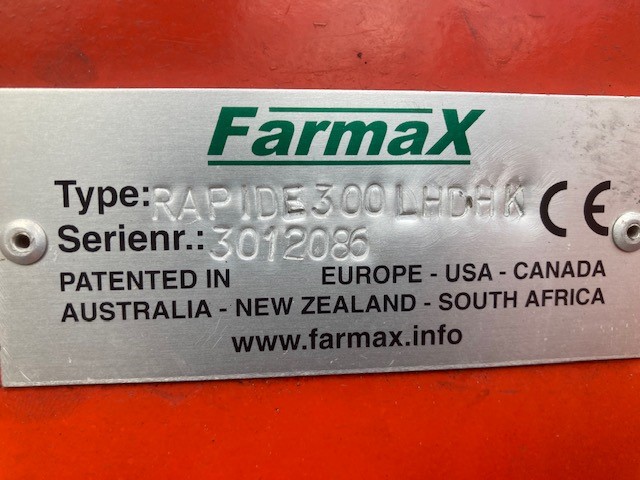 FarmaX
Type: RAPIDE 300 LHDHK CE
Serienr.: 3012086
PATENTED IN EUROPE - USA - CANADA
AUSTRALIA - NEW ZEALAND - SOUTH AFRICA
www.farmax.info